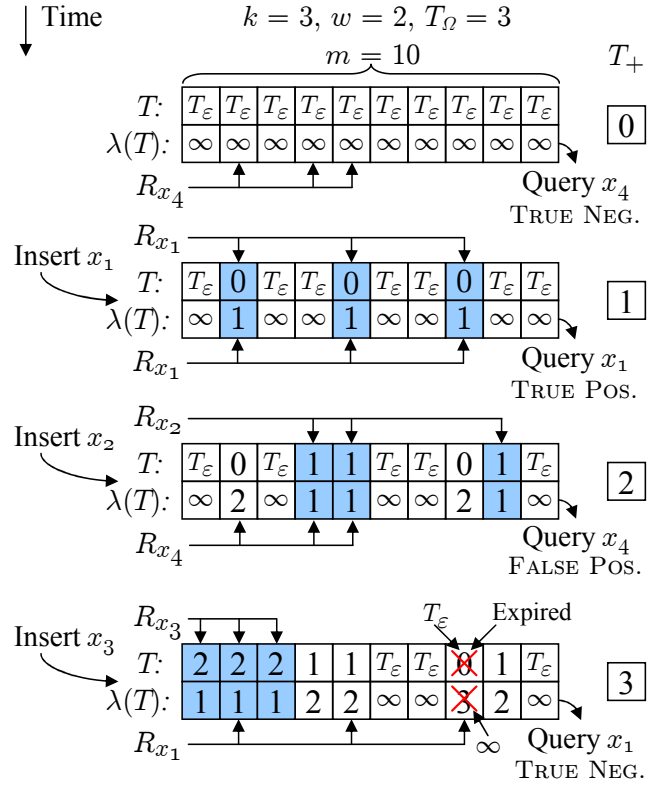 Time
k = 3, w = 2, T_Ω = 3
m = 10
T_+
T: T_ε T_ε T_ε T_ε T_ε T_ε T_ε T_ε T_ε T_ε
0
λ(T): ∞ ∞ ∞ ∞ ∞ ∞ ∞ ∞ ∞ ∞
R_{x_4}
Query x_4
TRUE NEG.
R_{x_1}
Insert x_1
T: T_ε 0 T_ε T_ε 0 T_ε T_ε 0 T_ε T_ε
1
λ(T): ∞ 1 ∞ ∞ 1 ∞ ∞ 1 ∞ ∞
R_{x_1}
Query x_1
TRUE POS.
R_{x_2}
Insert x_2
T: T_ε 0 T_ε 1 1 T_ε T_ε 0 1 T_ε
2
λ(T): ∞ 2 ∞ 1 1 ∞ ∞ 2 1 ∞
R_{x_4}
Query x_4
FALSE POS.
R_{x_3}
T_ε Expired
Insert x_3
T: 2 2 2 1 1 T_ε T_ε 0 1 T_ε
3
λ(T): 1 1 1 2 2 ∞ ∞ 3 2 ∞
R_{x_1}
∞
Query x_1
TRUE NEG.